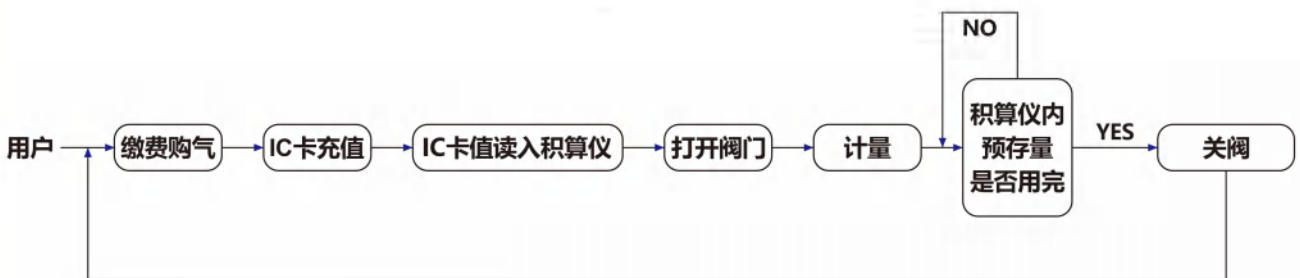 NO
用户
缴费购气
IC卡充值
IC卡值读入积算仪
打开阀门
计量
积算仪内
预存量
是否用完
YES
关阀